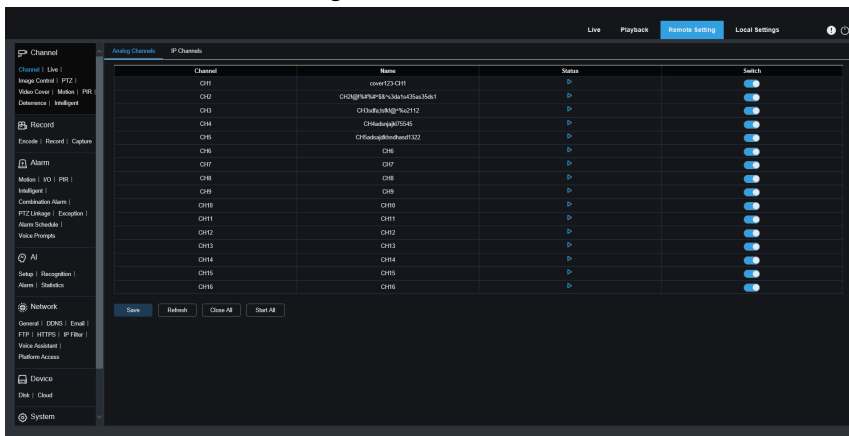 Live Playback Remote Setting Local Settings
Channel
Channel | Live |
Image Control | PTZ |
Video Cover | Motion | PIR |
Deterrence | Intelligent
Record
Encode | Record | Capture
Alarm
Motion | I/O | PIR |
Intelligent |
Combination Alarm |
PTZ Linkage | Exception |
Alarm Schedule |
Voice Prompts
AI
Setup | Recognition |
Alarm | Statistics
Network
General | DDNS | Email |
FTP | HTTPS | IP Filter |
Voice Assistant |
Platform Access
Device
Disk | Cloud
System
Analog Channels IP Channels
Channel Name Status Switch
CH1 cover123-CH1
CH2
CH3
CH4
CH5
CH6 CH6
CH7 CH7
CH8 CH8
CH9 CH9
CH10 CH10
CH11 CH11
CH12 CH12
CH13 CH13
CH14 CH14
CH15 CH15
CH16 CH16
Save Refresh Close All Start All